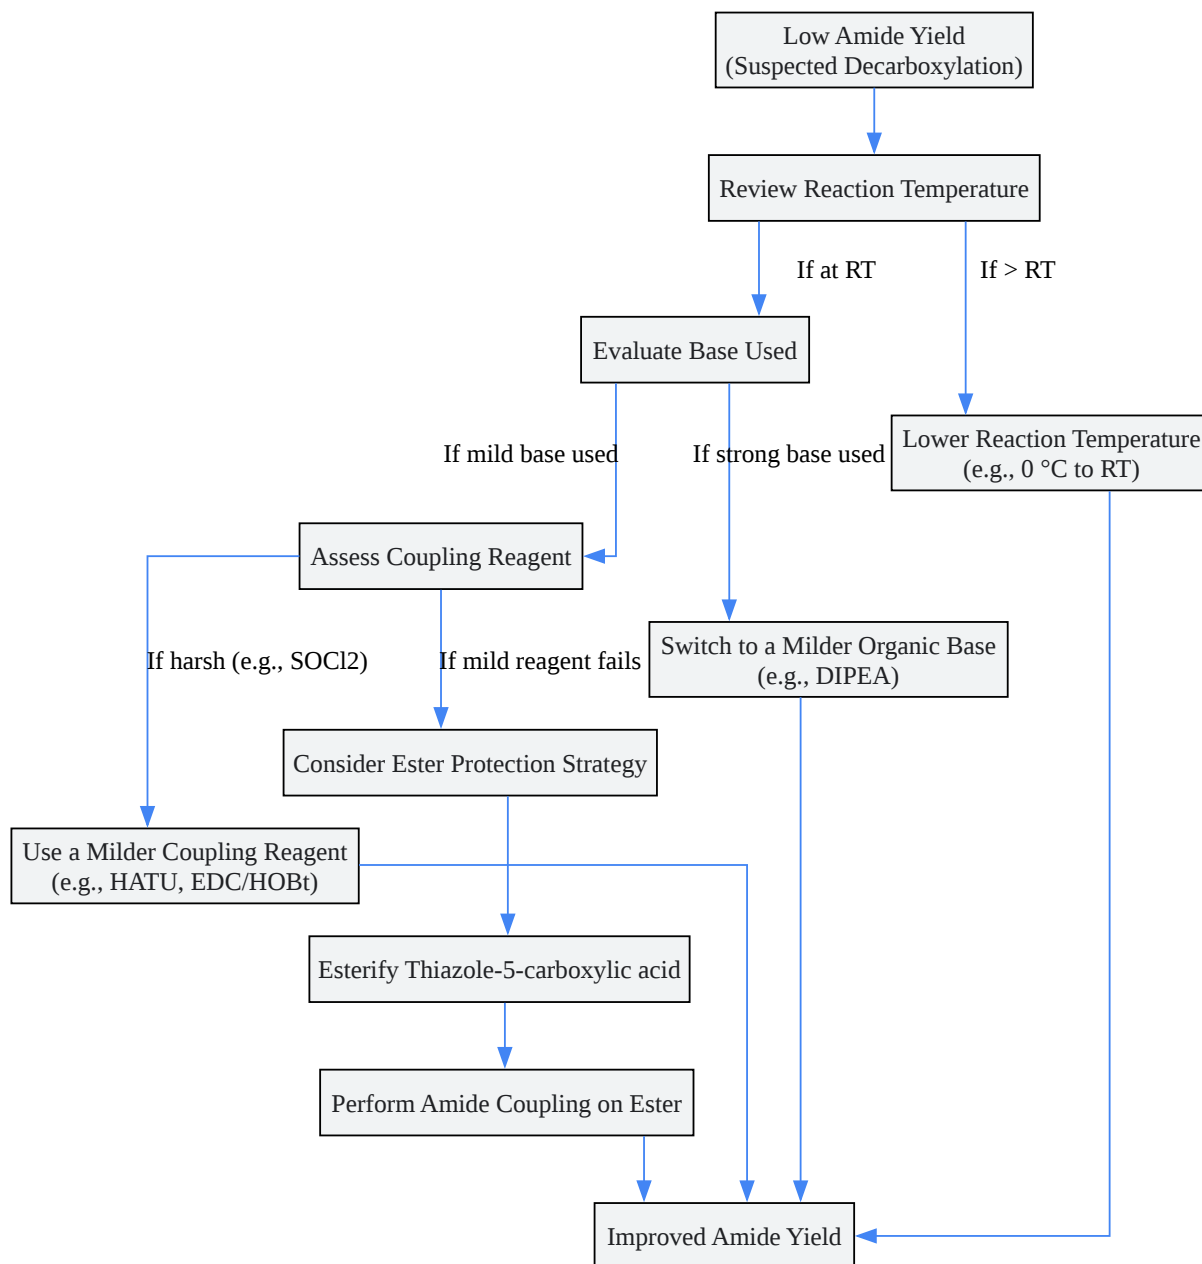 Low Amide Yield
(Suspected Decarboxylation)
Review Reaction Temperature
If at RT
If > RT
Evaluate Base Used
Lower Reaction Temperature
(e.g., 0 °C to RT)
If mild base used
If strong base used
Assess Coupling Reagent
Switch to a Milder Organic Base
(e.g., DIPEA)
If harsh (e.g., SOCl2)
If mild reagent fails
Consider Ester Protection Strategy
Use a Milder Coupling Reagent
(e.g., HATU, EDC/HOBt)
Esterify Thiazole-5-carboxylic acid
Perform Amide Coupling on Ester
Improved Amide Yield